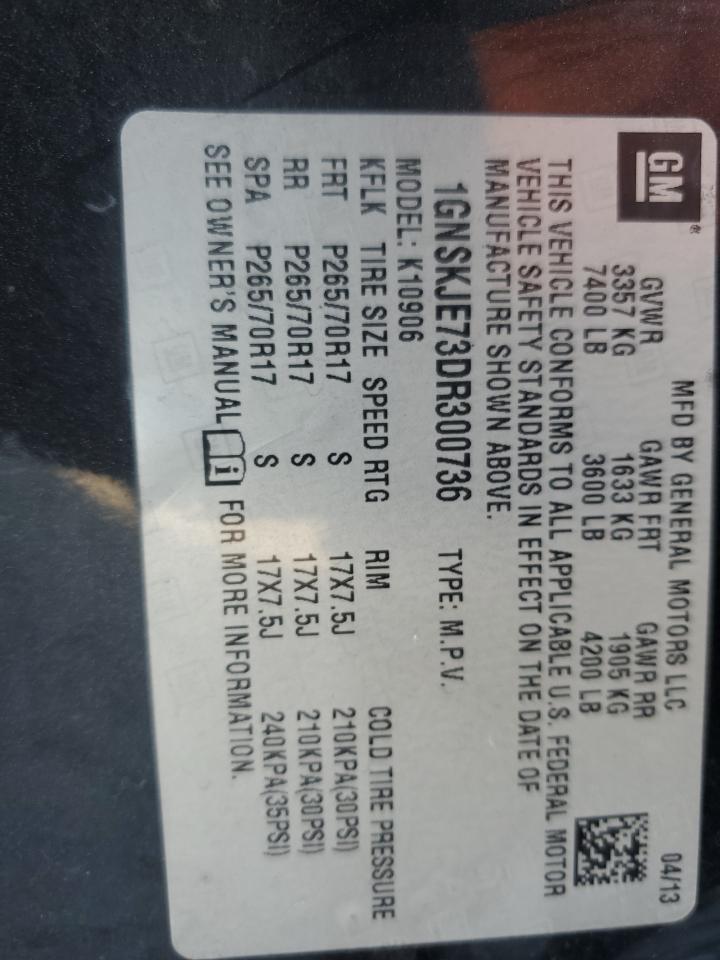 GM
MFD BY GENERAL MOTORS LLC 04/13
GVWR GAWR FRT GAWR RR
3357 KG 1633 KG 1905 KG
7400 LB 3600 LB 4200 LB
THIS VEHICLE CONFORMS TO ALL APPLICABLE U.S. FEDERAL MOTOR
VEHICLE SAFETY STANDARDS IN EFFECT ON THE DATE OF
MANUFACTURE SHOWN ABOVE.
1GNSKJE73DR300736 TYPE: M.P.V.
MODEL: K10906
KFLK TIRE SIZE SPEED RTG RIM COLD TIRE PRESSURE
FRT P265/70R17 S 17X7.5J 210KPA(30PSI)
RR P265/70R17 S 17X7.5J 210KPA(30PSI)
SPA P265/70R17 S 17X7.5J 240KPA(35PSI)
SEE OWNER'S MANUAL i FOR MORE INFORMATION.